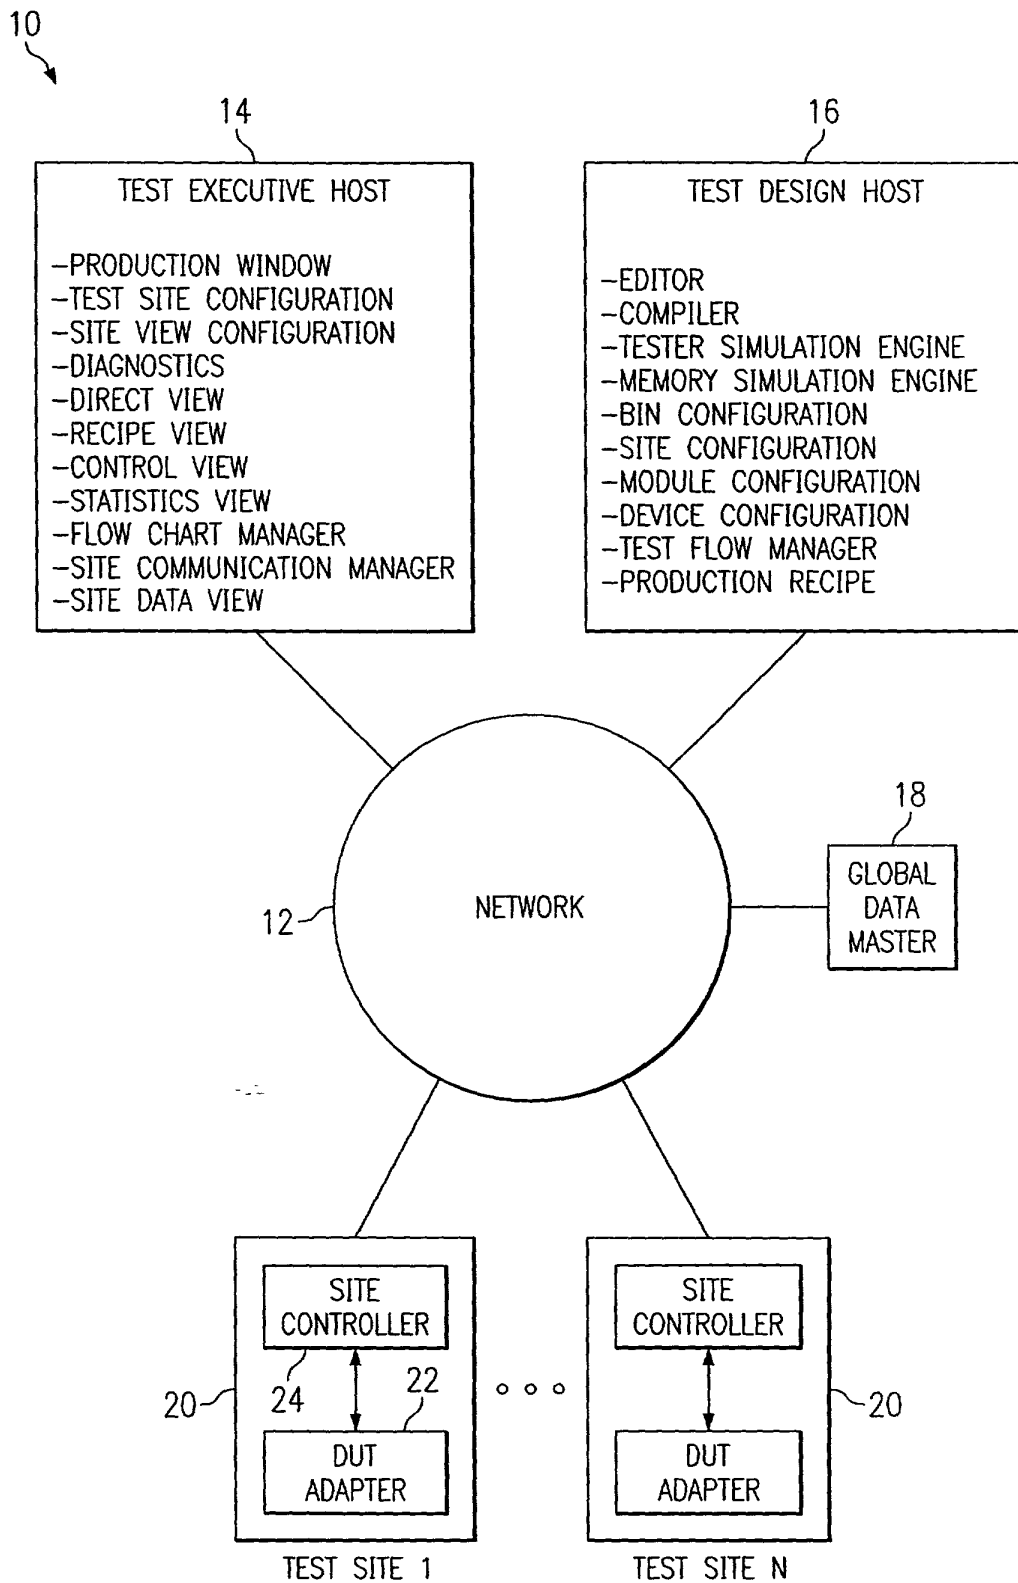 10
14
TEST EXECUTIVE HOST
-PRODUCTION WINDOW
-TEST SITE CONFIGURATION
-SITE VIEW CONFIGURATION
-DIAGNOSTICS
-DIRECT VIEW
-RECIPE VIEW
-CONTROL VIEW
-STATISTICS VIEW
-FLOW CHART MANAGER
-SITE COMMUNICATION MANAGER
-SITE DATA VIEW
16
TEST DESIGN HOST
-EDITOR
-COMPILER
-TESTER SIMULATION ENGINE
-MEMORY SIMULATION ENGINE
-BIN CONFIGURATION
-SITE CONFIGURATION
-MODULE CONFIGURATION
-DEVICE CONFIGURATION
-TEST FLOW MANAGER
-PRODUCTION RECIPE
12
NETWORK
18
GLOBAL
DATA
MASTER
SITE
CONTROLLER
24
22
20
DUT
ADAPTER
TEST SITE 1
SITE
CONTROLLER
20
DUT
ADAPTER
TEST SITE N